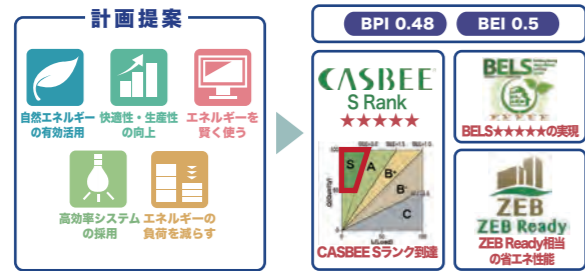 計画提案
自然エネルギー
の有効活用
快適性・生産性
の向上
エネルギーを
賢く使う
高効率システム
の採用
エネルギーの
負荷を減らす
BPI 0.48
BEI 0.5
CASBEE
S Rank
★★★★★
S
A
B+
B-
C
CASBEE Sランク到達
BELS
BELS★★★★★の実現
ZEB
ZEB Ready
ZEB Ready相当
の省エネ性能